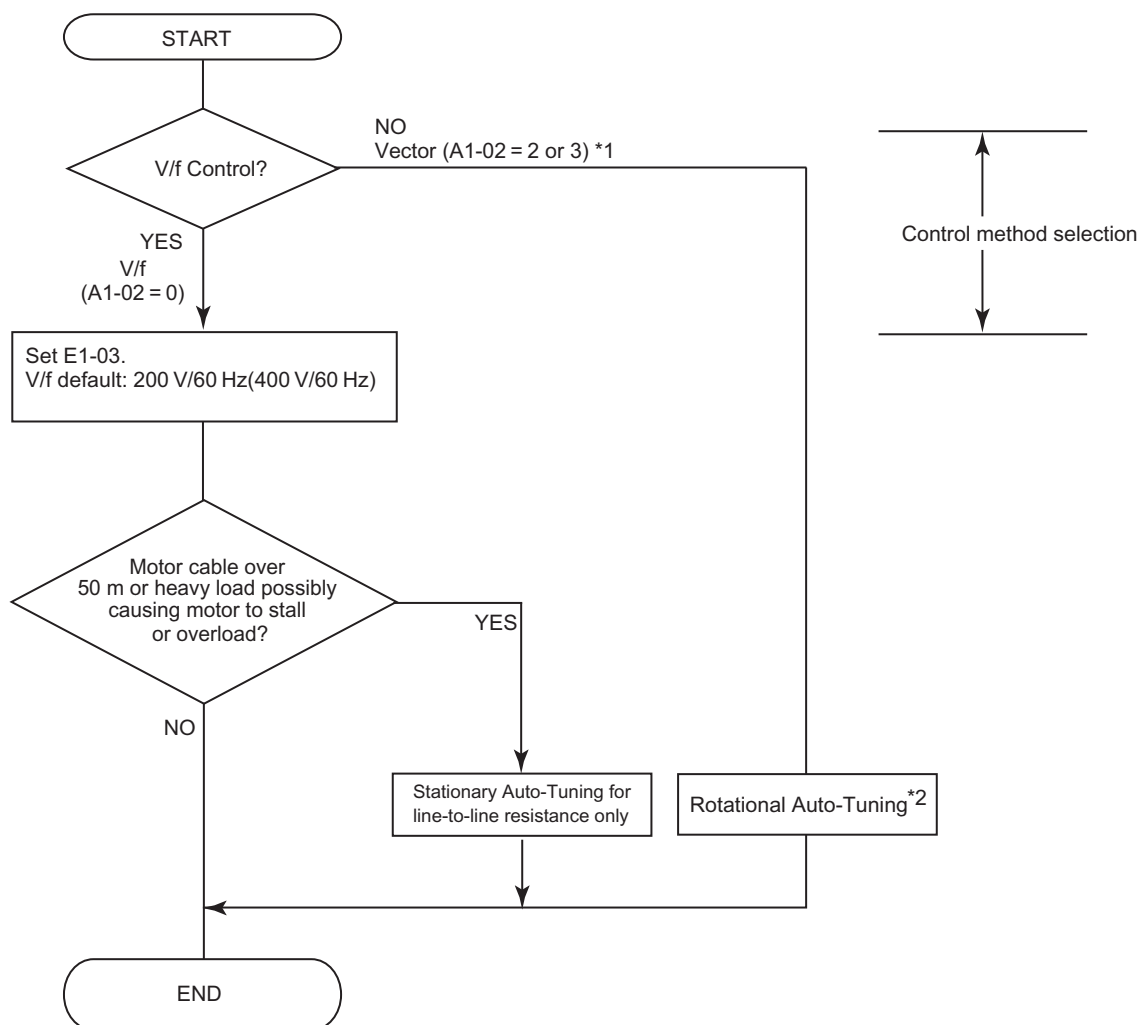 START
V/f Control?
NO
Vector (A1-02 = 2 or 3) *1
Control method selection
YES
V/f
(A1-02 = 0)
Set E1-03.
V/f default: 200 V/60 Hz(400 V/60 Hz)
Motor cable over
50 m or heavy load possibly
causing motor to stall
or overload?
YES
NO
Stationary Auto-Tuning for
line-to-line resistance only
Rotational Auto-Tuning*2
END